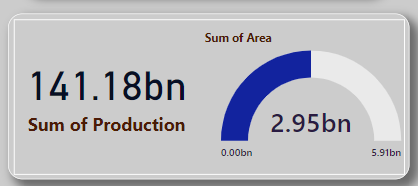 Sum of Area
141.18bn
Sum of Production
2.95bn
0.00bn
5.91bn